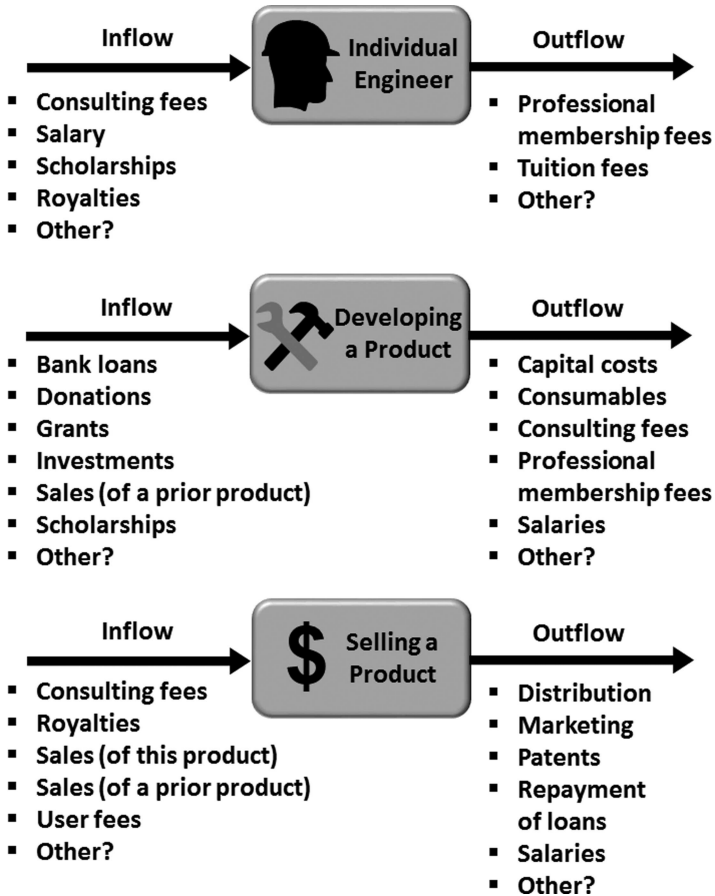 Inflow
Individual
Engineer
Outflow
▪ Consulting fees
▪ Salary
▪ Scholarships
▪ Royalties
▪ Other?
▪ Professional
membership fees
▪ Tuition fees
▪ Other?
Inflow
Developing
a Product
Outflow
▪ Bank loans
▪ Donations
▪ Grants
▪ Investments
▪ Sales (of a prior product)
▪ Scholarships
▪ Other?
▪ Capital costs
▪ Consumables
▪ Consulting fees
▪ Professional
membership fees
▪ Salaries
▪ Other?
Inflow
$
Selling a
Product
Outflow
▪ Consulting fees
▪ Royalties
▪ Sales (of this product)
▪ Sales (of a prior product)
▪ User fees
▪ Other?
▪ Distribution
▪ Marketing
▪ Patents
▪ Repayment
of loans
▪ Salaries
▪ Other?